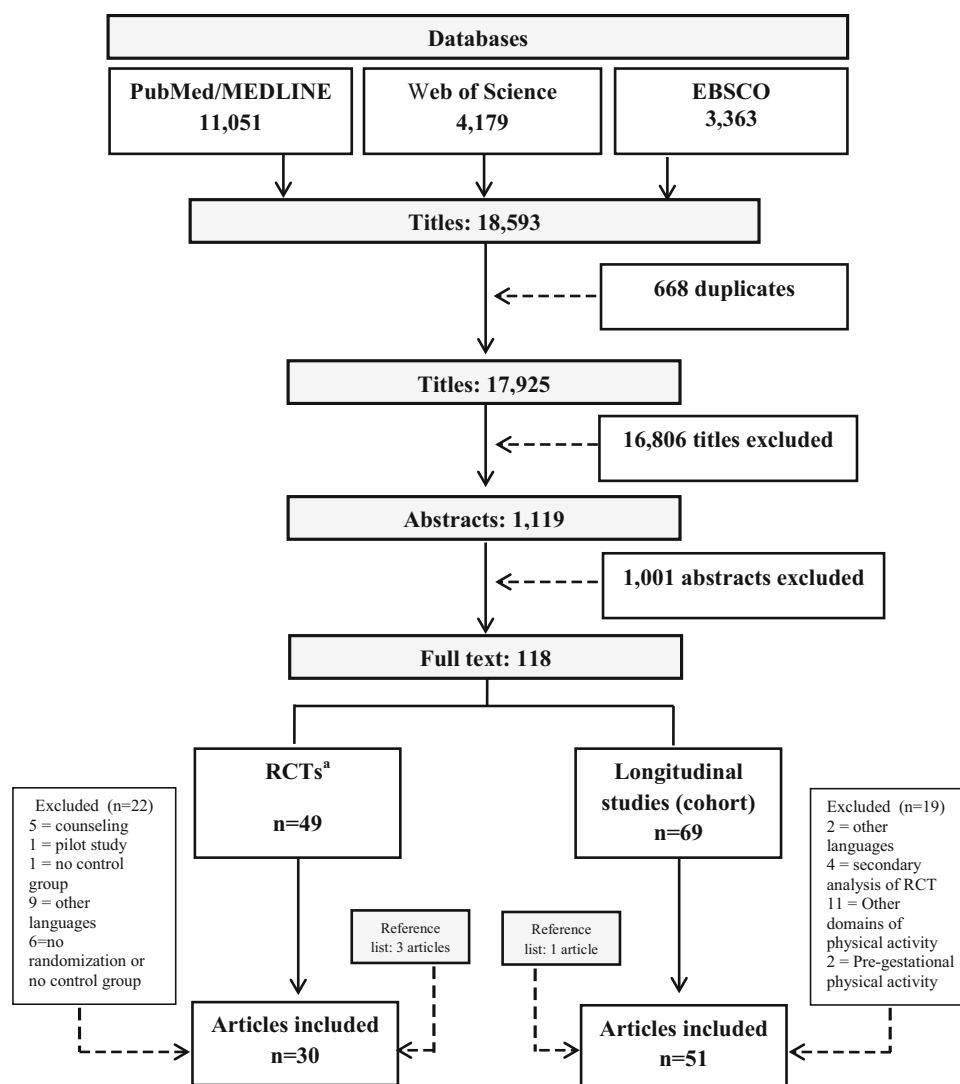 Databases
PubMed/MEDLINE
11,051
Web of Science
4,179
EBSCO
3,363
Titles: 18,593
668 duplicates
Titles: 17,925
16,806 titles excluded
Abstracts: 1,119
1,001 abstracts excluded
Full text: 118
RCTsᵃ
n=49
Longitudinal
studies (cohort)
n=69
Excluded (n=22)
5 = counseling
1 = pilot study
1 = no control
group
9 = other
languages
6=no
randomization or
no control group
Excluded (n=19)
2 = other
languages
4 = secondary
analysis of RCT
11 = Other
domains of
physical activity
2 = Pre-gestational
physical activity
Reference
list: 3 articles
Reference
list: 1 article
Articles included
n=30
Articles included
n=51